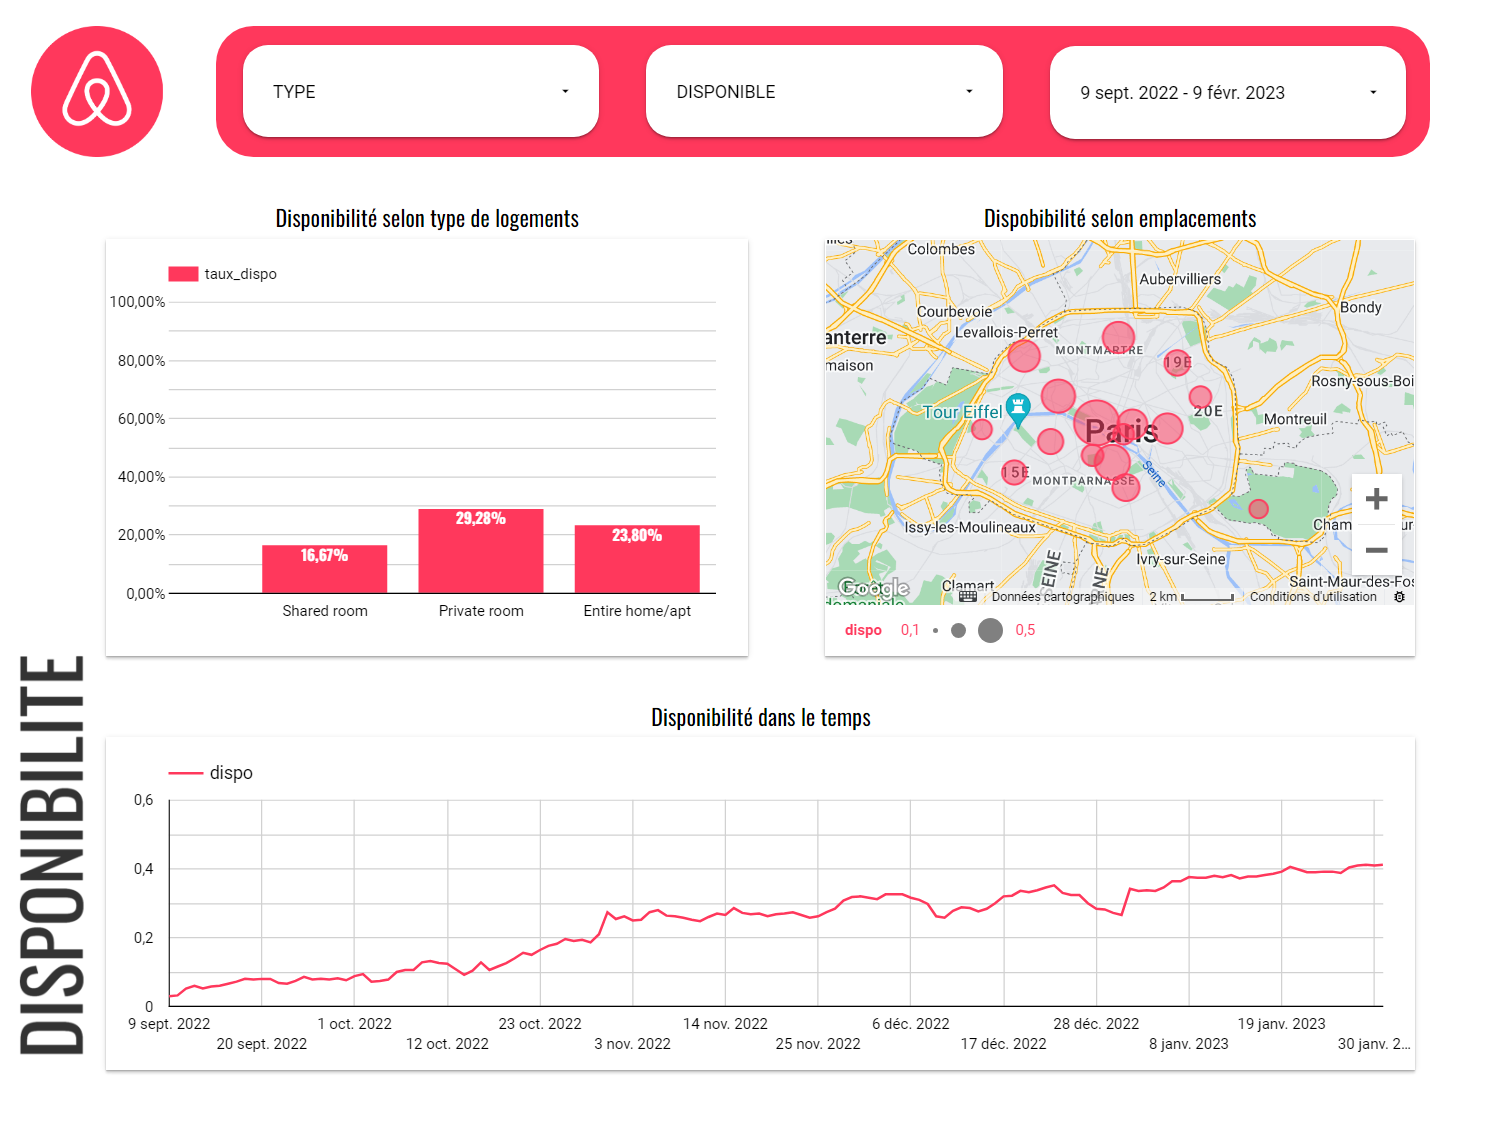 TYPE
DISPONIBLE
9 sept. 2022 - 9 févr. 2023
Disponibilité selon type de logements
taux_dispo
100,00%
80,00%
60,00%
40,00%
20,00%
0,00%
16,67%
29,28%
23,80%
Shared room
Private room
Entire home/apt
Dispobibilité selon emplacements
Colombes
Aubervilliers
Bondy
Courbevoie
Levallois-Perret
anterre
MONTMARTRE
maison
19E
Rosny-sous-Boi
Tour Eiffel
20E
Montreuil
Paris
15E
MONTPARNASSE
Seine
Issy-les-Moulineaux
Cham
ur
Ivry-sur-Seine
SEINE
RNE
Clamart
Saint-Maur-des-Fos
Google
Données cartographiques
2 km
Conditions d'utilisation
dispo 0,1 0,5
DISPONIBILITE
Disponibilité dans le temps
dispo
0,6
0,4
0,2
0
9 sept. 2022
20 sept. 2022
1 oct. 2022
12 oct. 2022
23 oct. 2022
3 nov. 2022
14 nov. 2022
25 nov. 2022
6 déc. 2022
17 déc. 2022
28 déc. 2022
8 janv. 2023
19 janv. 2023
30 janv. 2…